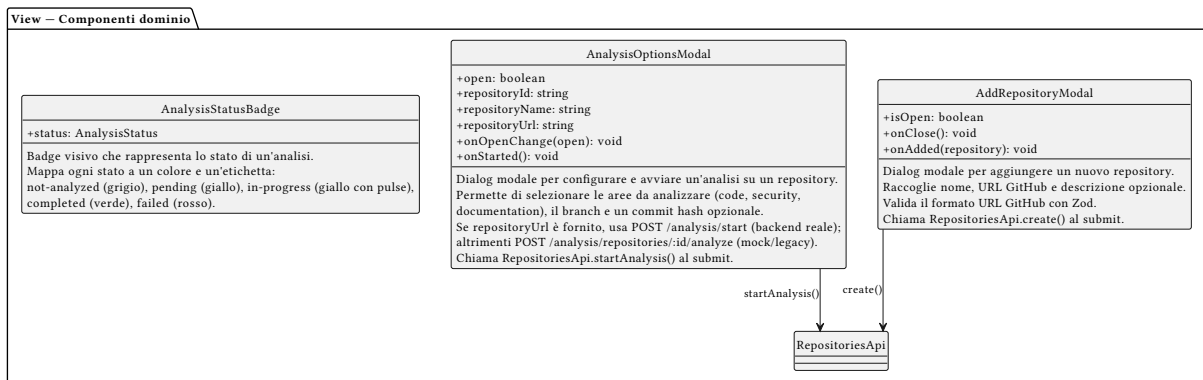 View — Componenti dominio
AnalysisStatusBadge
+status: AnalysisStatus
Badge visivo che rappresenta lo stato di un'analisi.
Mappa ogni stato a un colore e un'etichetta:
not-analyzed (grigio), pending (giallo), in-progress (giallo con pulse),
completed (verde), failed (rosso).
AnalysisOptionsModal
+open: boolean
+repositoryId: string
+repositoryName: string
+repositoryUrl: string
+onOpenChange(open): void
+onStarted(): void
Dialog modale per configurare e avviare un'analisi su un repository.
Permette di selezionare le aree da analizzare (code, security,
documentation), il branch e un commit hash opzionale.
Se repositoryUrl è fornito, usa POST /analysis/start (backend reale);
altrimenti POST /analysis/repositories/:id/analyze (mock/legacy).
Chiama RepositoriesApi.startAnalysis() al submit.
AddRepositoryModal
+isOpen: boolean
+onClose(): void
+onAdded(repository): void
Dialog modale per aggiungere un nuovo repository.
Raccoglie nome, URL GitHub e descrizione opzionale.
Valida il formato URL GitHub con Zod.
Chiama RepositoriesApi.create() al submit.
startAnalysis()
create()
RepositoriesApi